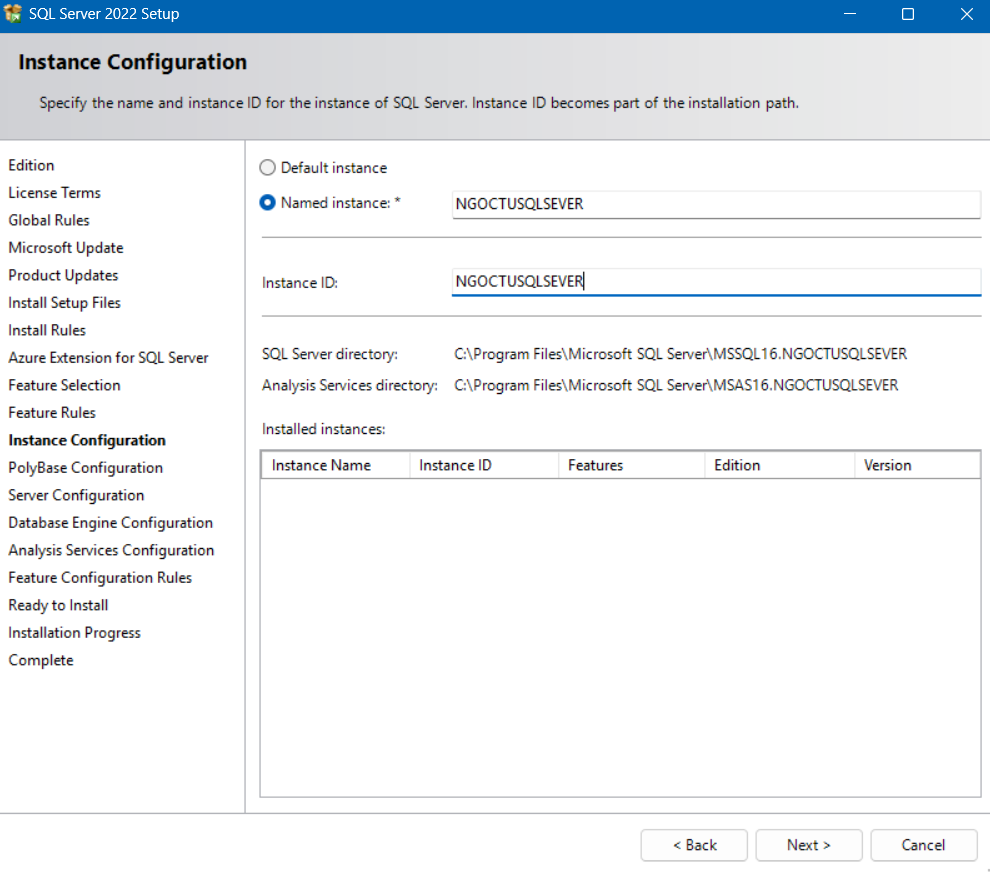 SQL Server 2022 Setup
Instance Configuration
Specify the name and instance ID for the instance of SQL Server. Instance ID becomes part of the installation path.
Edition
License Terms
Global Rules
Microsoft Update
Product Updates
Install Setup Files
Install Rules
Azure Extension for SQL Server
Feature Selection
Feature Rules
Instance Configuration
PolyBase Configuration
Server Configuration
Database Engine Configuration
Analysis Services Configuration
Feature Configuration Rules
Ready to Install
Installation Progress
Complete
Default instance
Named instance: * NGOCTUSQLSEVER
Instance ID: NGOCTUSQLSEVER
SQL Server directory: C:\Program Files\Microsoft SQL Server\MSSQL16.NGOCTUSQLSEVER
Analysis Services directory: C:\Program Files\Microsoft SQL Server\MSAS16.NGOCTUSQLSEVER
Installed instances:
Instance Name Instance ID Features Edition Version
< Back Next > Cancel